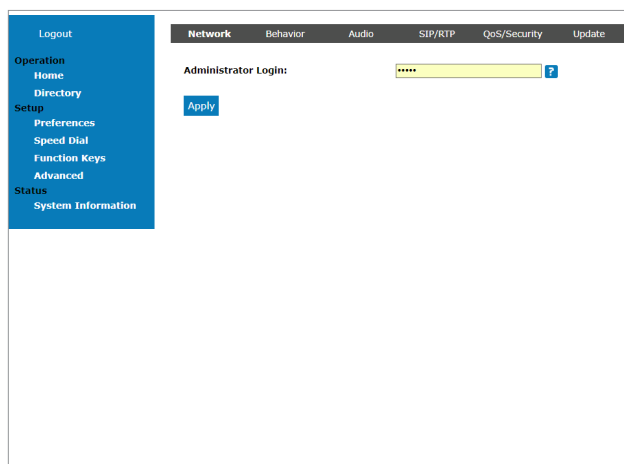 Logout
Network Behavior Audio SIP/RTP QoS/Security Update
Operation
Home
Directory
Setup
Preferences
Speed Dial
Function Keys
Advanced
Status
System Information
Administrator Login: ••••• ?
Apply